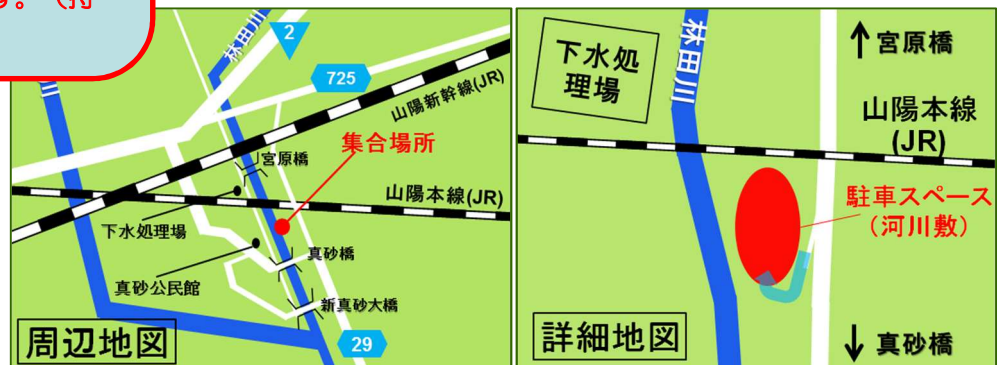 2
725
林田川
山陽新幹線(JR)
集合場所
宮原橋
山陽本線(JR)
下水処理場
真砂橋
真砂公民館
新真砂大橋
29
周辺地図
下水処
理場
林田川
↑宮原橋
山陽本線
(JR)
駐車スペース
(河川敷)
詳細地図
↓真砂橋